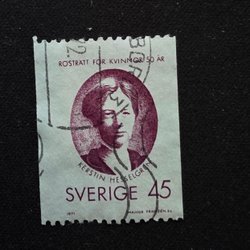 RÖSTRÄTT FÖR KVINNOR 50 ÅR
KERSTIN HESSELGREN
SVERIGE 45
1971